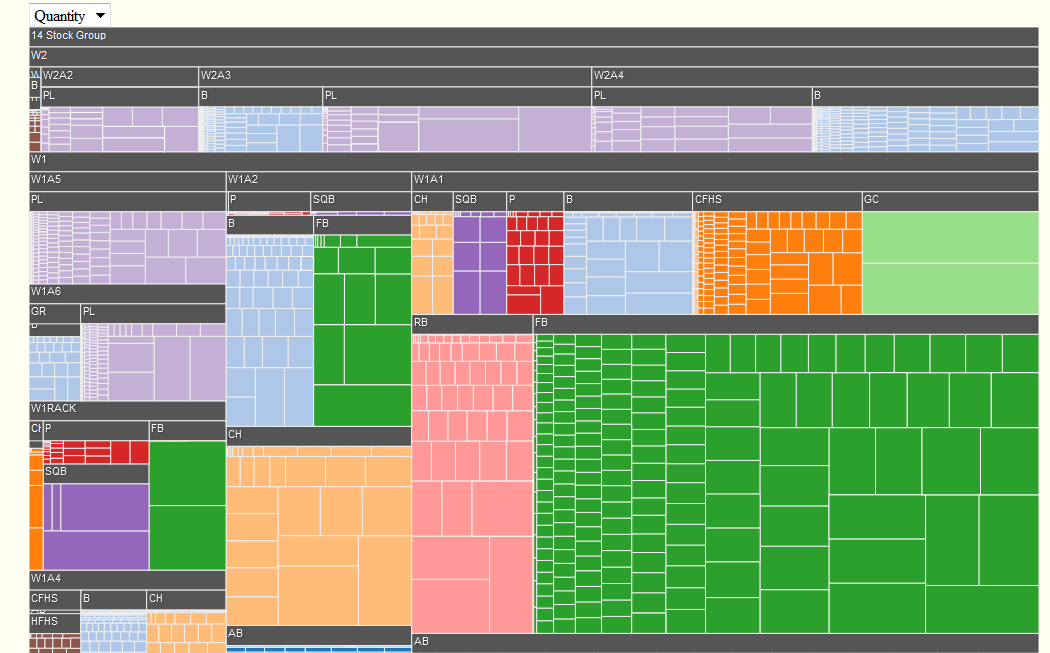 Quantity
14 Stock Group
W2
W2A2
W2A3
W2A4
B
PL
B
PL
PL
B
W1
W1A5
W1A2
W1A1
PL
P
SQB
CH
SQB
P
B
CFHS
GC
B
FB
W1A6
GR
PL
RB
FB
W1RACK
P
FB
CH
SQB
W1A4
CFHS
B
CH
HFHS
AB
AB